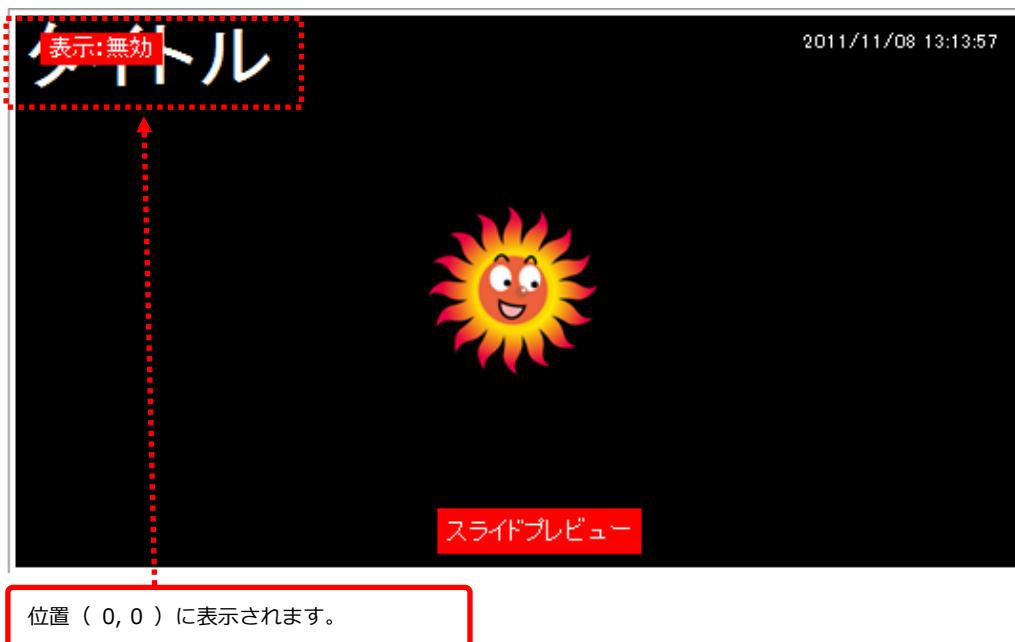 タイトル
表示:無効
2011/11/08 13:13:57
スライドプレビュー
位置（ 0, 0 ）に表示されます。